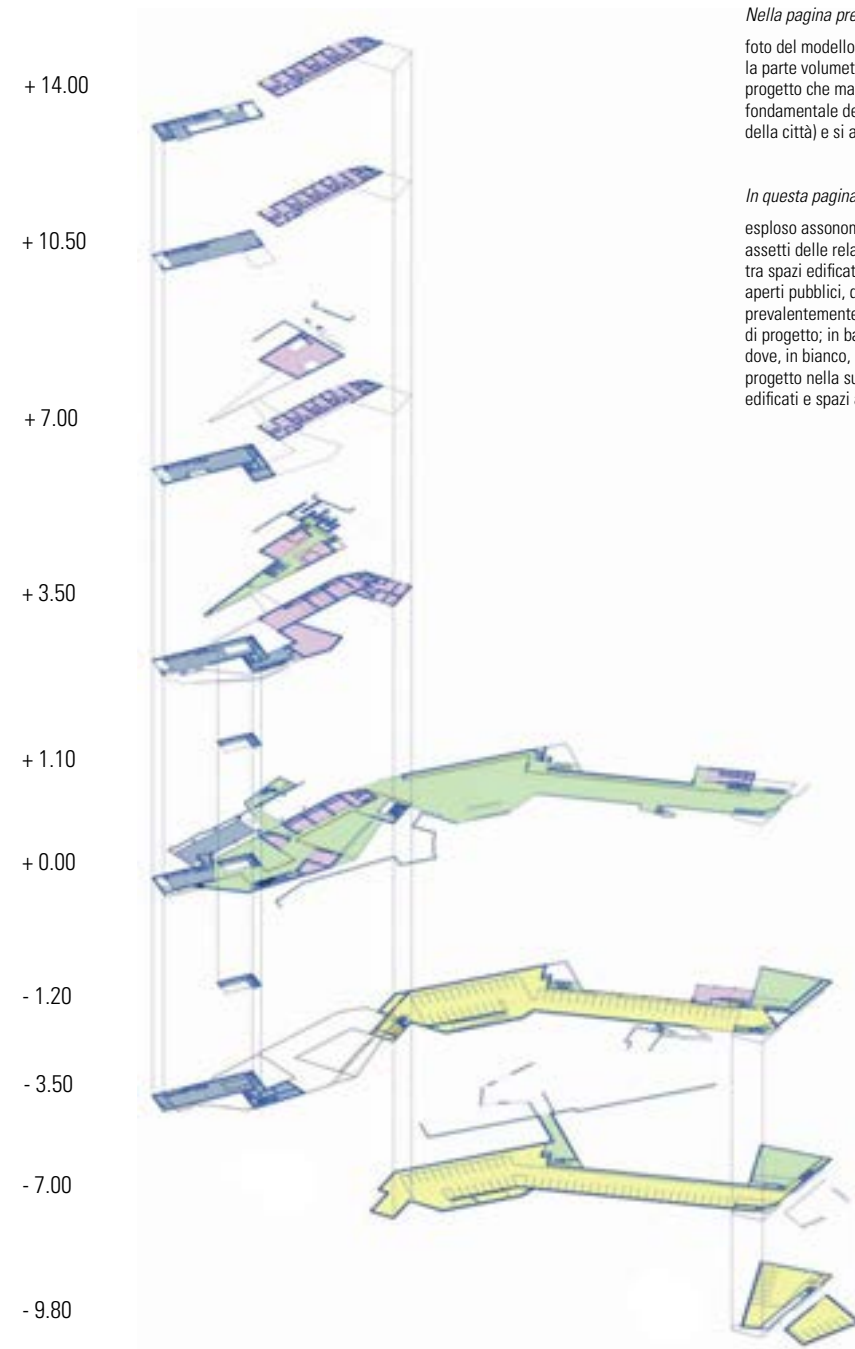 + 14.00
+ 10.50
+ 7.00
+ 3.50
+ 1.10
+ 0.00
- 1.20
- 3.50
- 7.00
- 9.80
Nella pagina pre
foto del modello
la parte volumet
progetto che ma
fondamentale de
della città) e si a
In questa pagina
esploso assonom
assetti delle rela
tra spazi edificat
aperti pubblici, c
prevalentemente
di progetto; in ba
dove, in bianco,
progetto nella su
edificati e spazi a